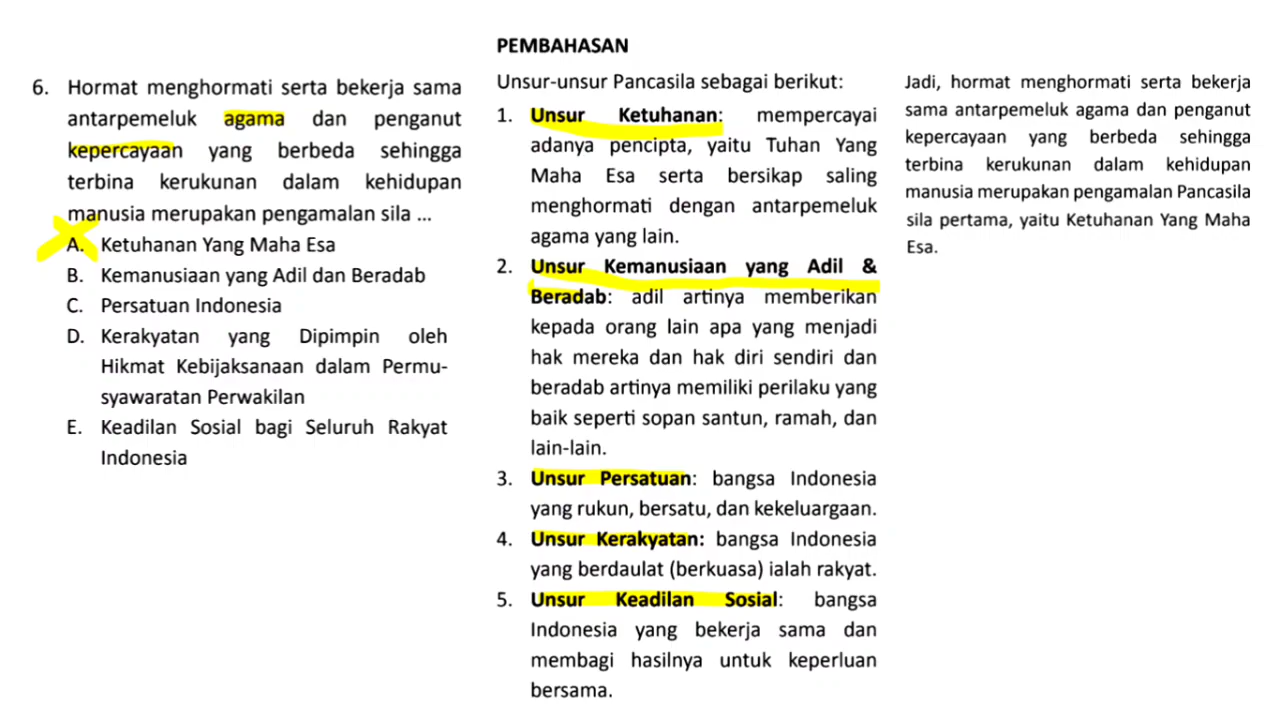 6. Hormat menghormati serta bekerja sama
antarpemeluk agama dan penganut
kepercayaan yang berbeda sehingga
terbina kerukunan dalam kehidupan
manusia merupakan pengamalan sila ...
A. Ketuhanan Yang Maha Esa
B. Kemanusiaan yang Adil dan Beradab
C. Persatuan Indonesia
D. Kerakyatan yang Dipimpin oleh
Hikmat Kebijaksanaan dalam Permu-
syawaratan Perwakilan
E. Keadilan Sosial bagi Seluruh Rakyat
Indonesia
PEMBAHASAN
Unsur-unsur Pancasila sebagai berikut:
1. Unsur Ketuhanan: mempercayai
adanya pencipta, yaitu Tuhan Yang
Maha Esa serta bersikap saling
menghormati dengan antarpemeluk
agama yang lain.
2. Unsur Kemanusiaan yang Adil &
Beradab: adil artinya memberikan
kepada orang lain apa yang menjadi
hak mereka dan hak diri sendiri dan
beradab artinya memiliki perilaku yang
baik seperti sopan santun, ramah, dan
lain-lain.
3. Unsur Persatuan: bangsa Indonesia
yang rukun, bersatu, dan kekeluargaan.
4. Unsur Kerakyatan: bangsa Indonesia
yang berdaulat (berkuasa) ialah rakyat.
5. Unsur Keadilan Sosial: bangsa
Indonesia yang bekerja sama dan
membagi hasilnya untuk keperluan
bersama.
Jadi, hormat menghormati serta bekerja
sama antarpemeluk agama dan penganut
kepercayaan yang berbeda sehingga
terbina kerukunan dalam kehidupan
manusia merupakan pengamalan Pancasila
sila pertama, yaitu Ketuhanan Yang Maha
Esa.